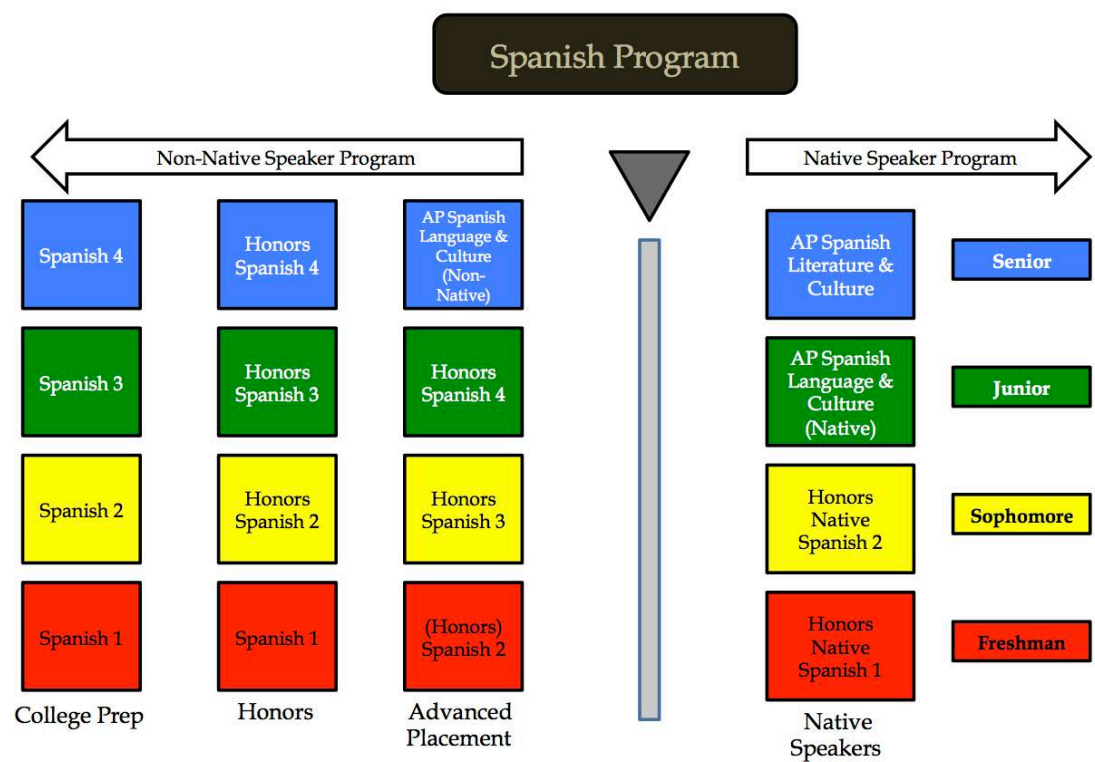 Spanish Program
Non-Native Speaker Program
Native Speaker Program
Spanish 4
Honors
Spanish 4
AP Spanish
Language &
Culture
(Non-
Native)
AP Spanish
Literature &
Culture
Senior
Spanish 3
Honors
Spanish 3
Honors
Spanish 4
AP Spanish
Language &
Culture
(Native)
Junior
Spanish 2
Honors
Spanish 2
Honors
Spanish 3
Honors
Native
Spanish 2
Sophomore
Spanish 1
Spanish 1
(Honors)
Spanish 2
Honors
Native
Spanish 1
Freshman
College Prep
Honors
Advanced
Placement
Native
Speakers